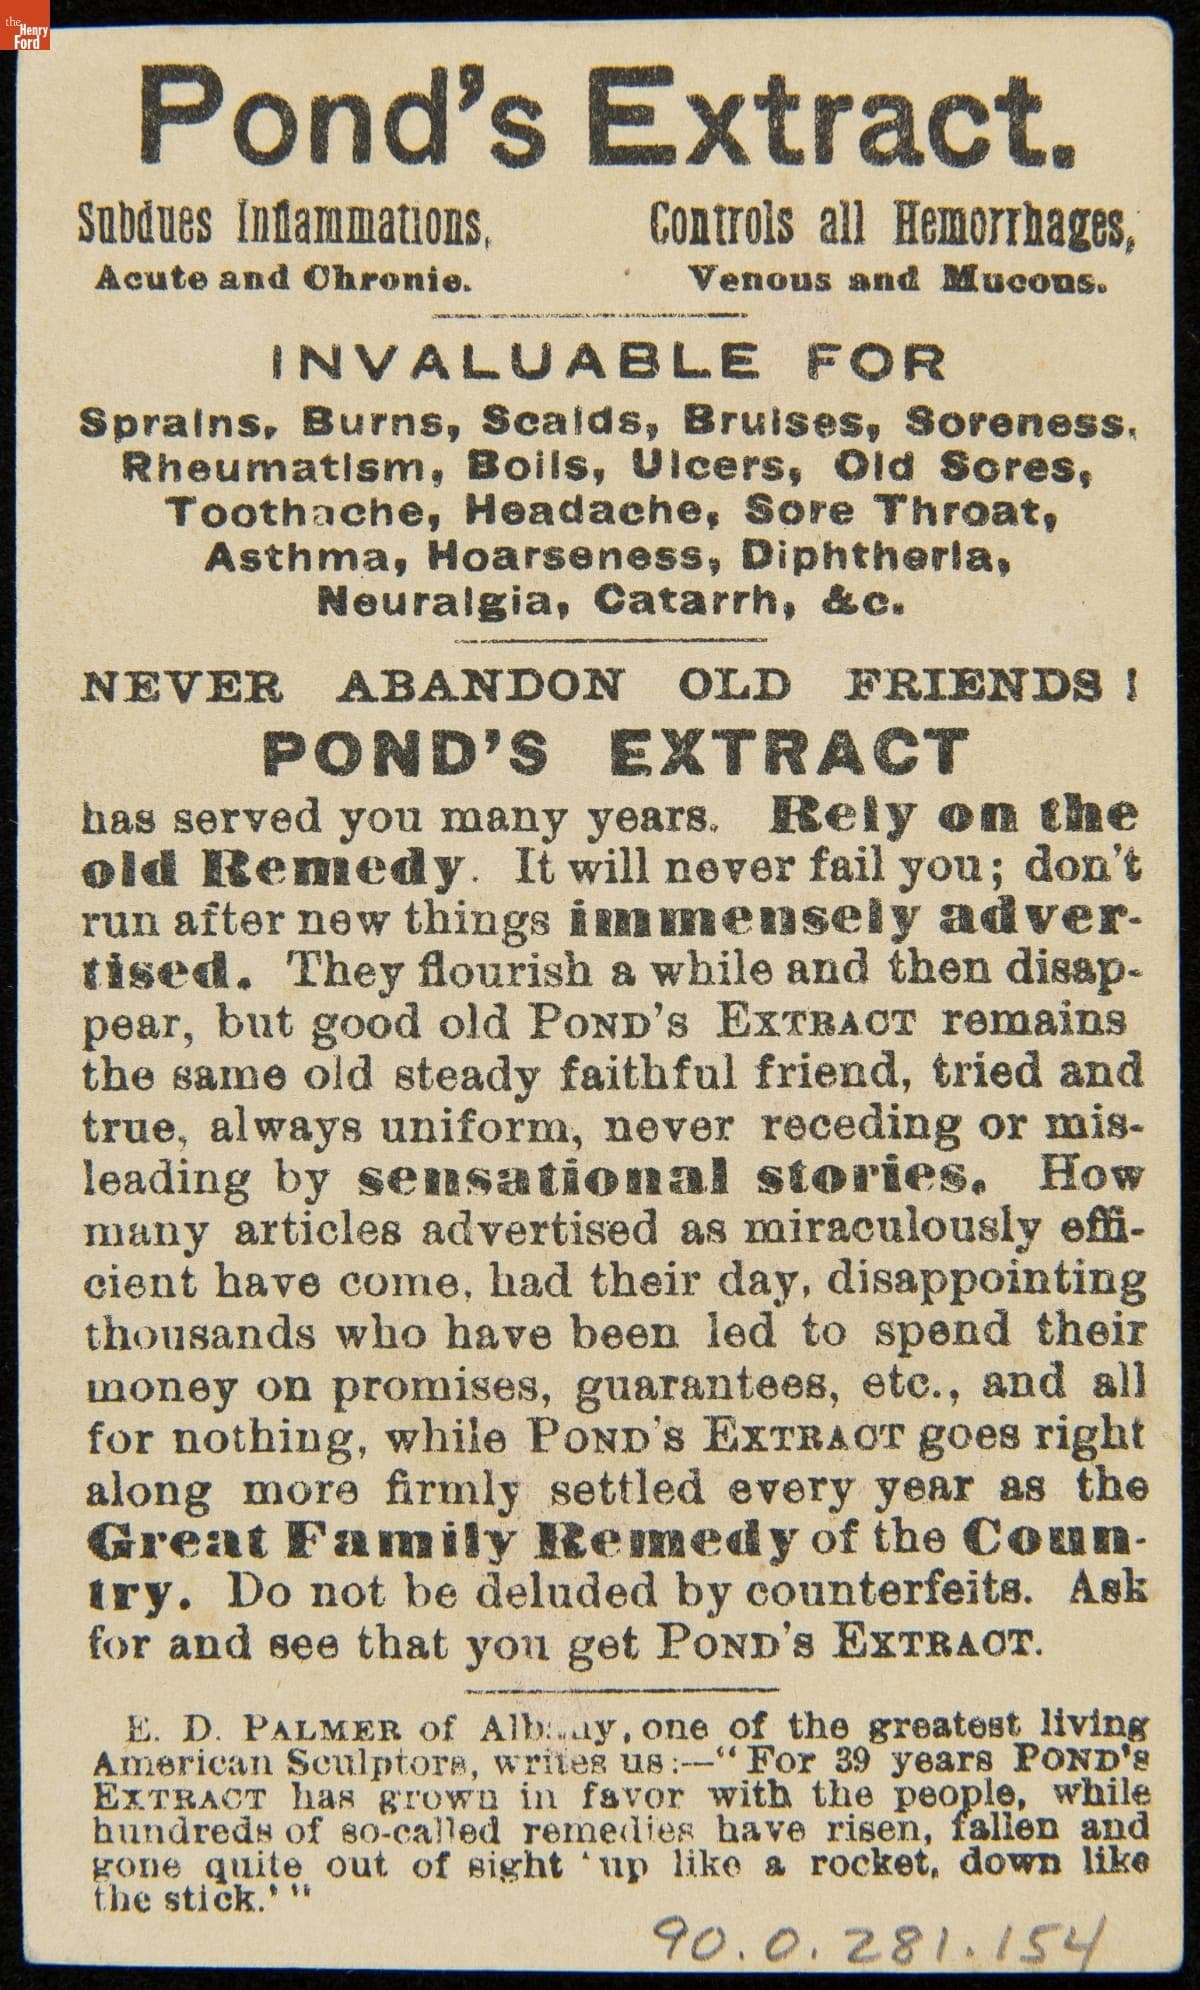 the Henry Ford
Pond's Extract.
Subdues Inflammations, Controls all Hemorrhages,
Acute and Chronic. Venous and Mucous.
INVALUABLE FOR
Sprains, Burns, Scalds, Bruises, Soreness,
Rheumatism, Boils, Ulcers, Old Sores,
Toothache, Headache, Sore Throat,
Asthma, Hoarseness, Diphtheria,
Neuralgia, Catarrh, &c.
NEVER ABANDON OLD FRIENDS!
POND'S EXTRACT
has served you many years. Rely on the
old Remedy. It will never fail you; don't
run after new things immensely adver-
tised. They flourish a while and then disap-
pear, but good old POND'S EXTRACT remains
the same old steady faithful friend, tried and
true, always uniform, never receding or mis-
leading by sensational stories. How
many articles advertised as miraculously effi-
cient have come, had their day, disappointing
thousands who have been led to spend their
money on promises, guarantees, etc., and all
for nothing, while POND'S EXTRACT goes right
along more firmly settled every year as the
Great Family Remedy of the Coun-
try. Do not be deluded by counterfeits. Ask
for and see that you get POND'S EXTRACT.
E. D. PALMER of Albany, one of the greatest living
American Sculptors, writes us:—"For 39 years POND'S
EXTRACT has grown in favor with the people, while
hundreds of so-called remedies have risen, fallen and
gone quite out of sight 'up like a rocket, down like
the stick.'"
90.0.281.154